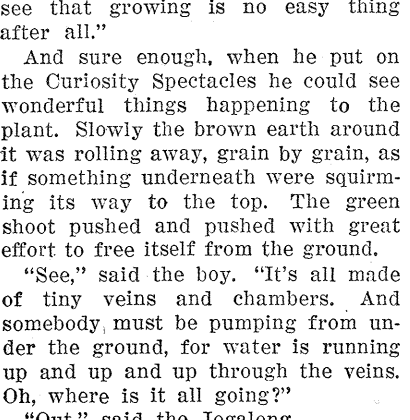 see that growing is no easy thing
after all."
And sure enough, when he put on
the Curiosity Spectacles he could see
wonderful things happening to the
plant. Slowly the brown earth around
it was rolling away, grain by grain, as
if something underneath were squirm-
ing its way to the top. The green
shoot pushed and pushed with great
effort to free itself from the ground.
"See," said the boy. "It's all made
of tiny veins and chambers. And
somebody must be pumping from un-
der the ground, for water is running
up and up and up through the veins.
Oh, where is it all going?"
"Out," said the Jogalong